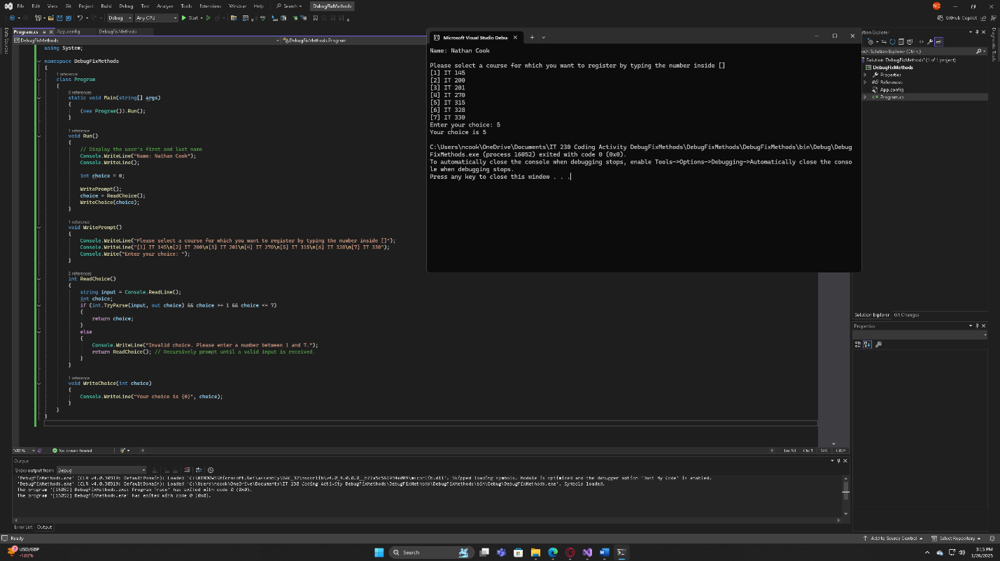 File Edit View Git Project Build Debug Test Analyze Tools Extensions Window Help Search DebugFixMethods NC
Debug Any CPU Start GitHub Copilot
Data Sources
Program.cs App.config DebugFixMethods
DebugFixMethods DebugFixMethods.Program
using System;
namespace DebugFixMethods
{
1 reference
class Program
{
0 references
static void Main(string[] args)
{
(new Program()).Run();
}
1 reference
void Run()
{
// Display the user's first and last name
Console.WriteLine("Name: Nathan Cook");
Console.WriteLine();
int choice = 0;
WritePrompt();
choice = ReadChoice();
WriteChoice(choice);
}
1 reference
void WritePrompt()
{
Console.WriteLine("Please select a course for which you want to register by typing the number inside []");
Console.WriteLine("[1] IT 145\n[2] IT 200\n[3] IT 201\n[4] IT 270\n[5] IT 315\n[6] IT 328\n[7] IT 330");
Console.Write("Enter your choice: ");
}
2 references
int ReadChoice()
{
string input = Console.ReadLine();
int choice;
if (int.TryParse(input, out choice) && choice >= 1 && choice <= 7)
{
return choice;
}
else
{
Console.WriteLine("Invalid choice. Please enter a number between 1 and 7.");
return ReadChoice(); // Recursively prompt until a valid input is received.
}
}
1 reference
void WriteChoice(int choice)
{
Console.WriteLine("Your choice is {0}", choice);
}
}
}
100 % No issues found Ln: 53 Ch: 1 SPC CRLF
Microsoft Visual Studio Debug
Name: Nathan Cook
Please select a course for which you want to register by typing the number inside []
[1] IT 145
[2] IT 200
[3] IT 201
[4] IT 270
[5] IT 315
[6] IT 328
[7] IT 330
Enter your choice: 5
Your choice is 5
C:\Users\ncook\OneDrive\Documents\IT 230 Coding Activity DebugFixMethods\DebugFixMethods\DebugFixMethods\bin\Debug\Debug
FixMethods.exe (process 16052) exited with code 0 (0x0).
To automatically close the console when debugging stops, enable Tools->Options->Debugging->Automatically close the conso
le when debugging stops.
Press any key to close this window . . .
ution Explorer
rch Solution Explorer (Ctrl+;)
Solution 'DebugFixMethods' (1 of 1 project)
DebugFixMethods
Properties
References
App.config
C# Program.cs
Diagnostic Tools
Solution Explorer Git Changes
Properties
Output
Show output from: Debug
'DebugFixMethods.exe' (CLR v4.0.30319: DefaultDomain): Loaded 'C:\WINDOWS\Microsoft.Net\assembly\GAC_32\mscorlib\v4.0_4.0.0.0__b77a5c561934e089\mscorlib.dll'. Skipped loading symbols. Module is optimized and the debugger option 'Just My Code' is enabled.
'DebugFixMethods.exe' (CLR v4.0.30319: DefaultDomain): Loaded 'C:\Users\ncook\OneDrive\Documents\IT 230 Coding Activity DebugFixMethods\DebugFixMethods\DebugFixMethods\bin\Debug\DebugFixMethods.exe'. Symbols loaded.
The program '[16052] DebugFixMethods.exe: Program Trace' has exited with code 0 (0x0).
The program '[16052] DebugFixMethods.exe' has exited with code 0 (0x0).
Error List Output
Ready Add to Source Control Select Repository
2 USD/GBP
-1.02%
Search
3:15 PM
1/26/2025